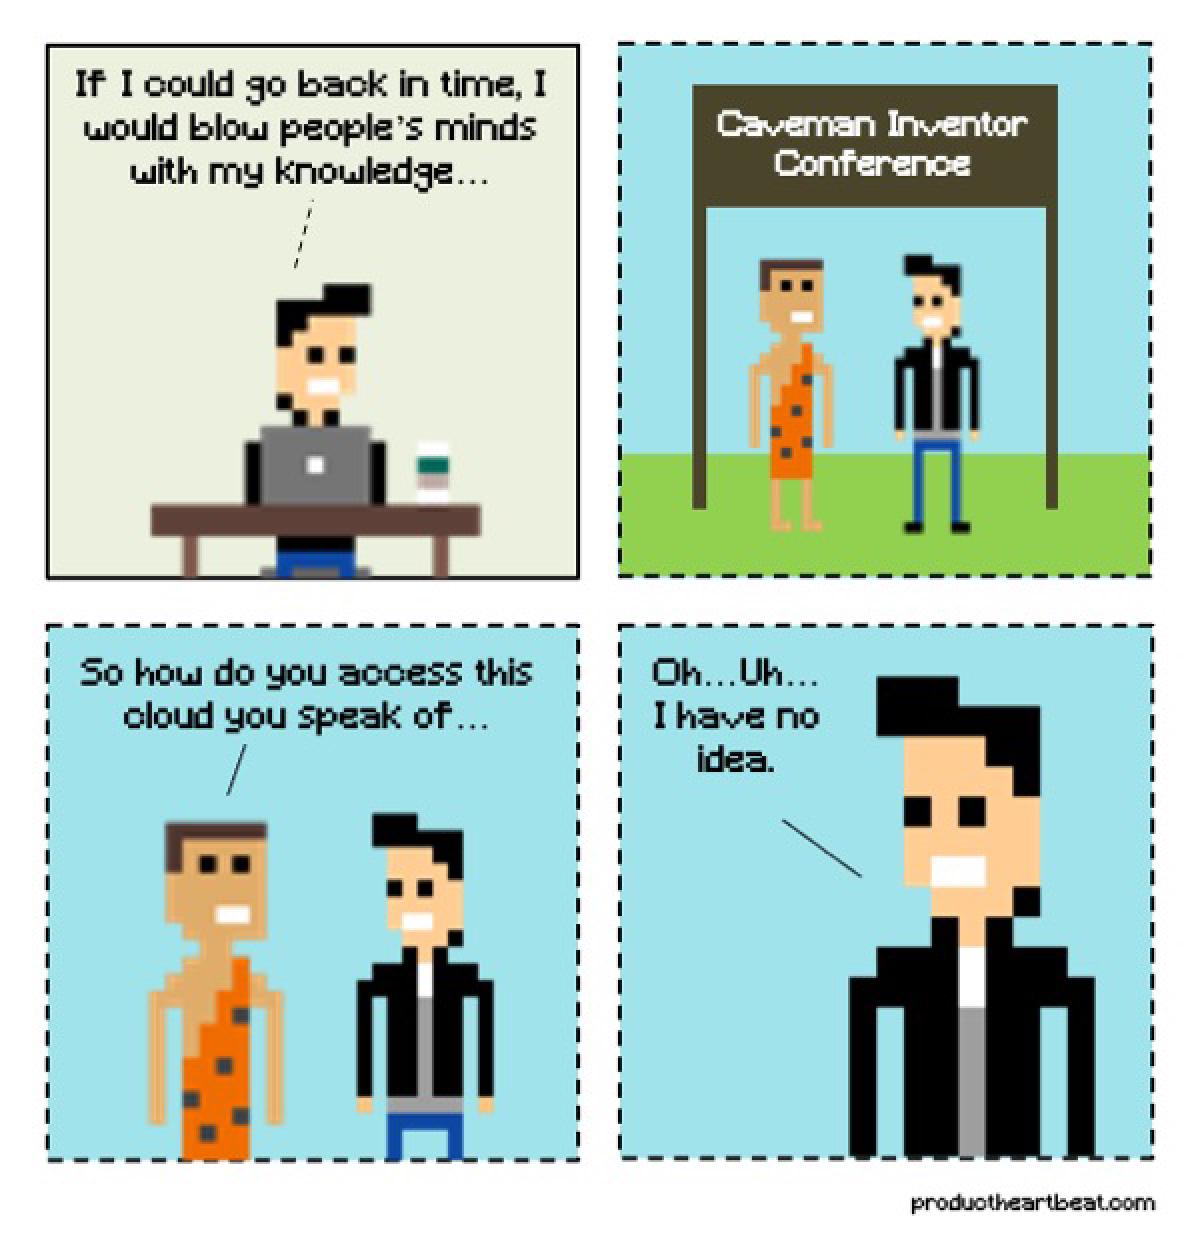 If I could go back in time, I
would blow people's minds
with my knowledge...
Caveman Inventor
Conference
So how do you access this
cloud you speak of...
Oh...Uh...
I have no
idea.
productheartbeat.com